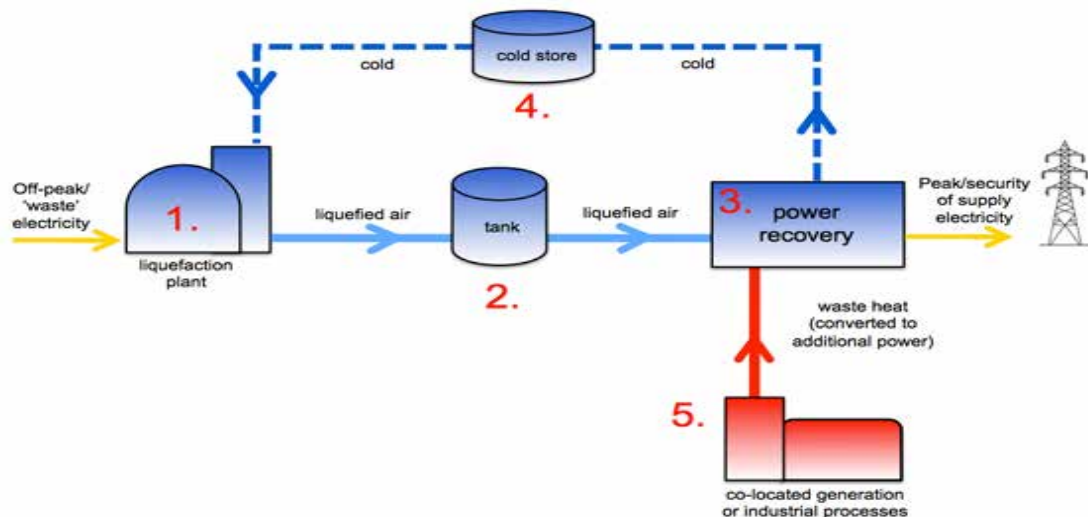 cold
cold store
cold
4.
Off-peak/
'waste'
electricity
1.
liquefaction
plant
liquefied air
tank
2.
liquefied air
3.
power
recovery
Peak/security
of supply
electricity
waste heat
(converted to
additional power)
5.
co-located generation
or industrial processes